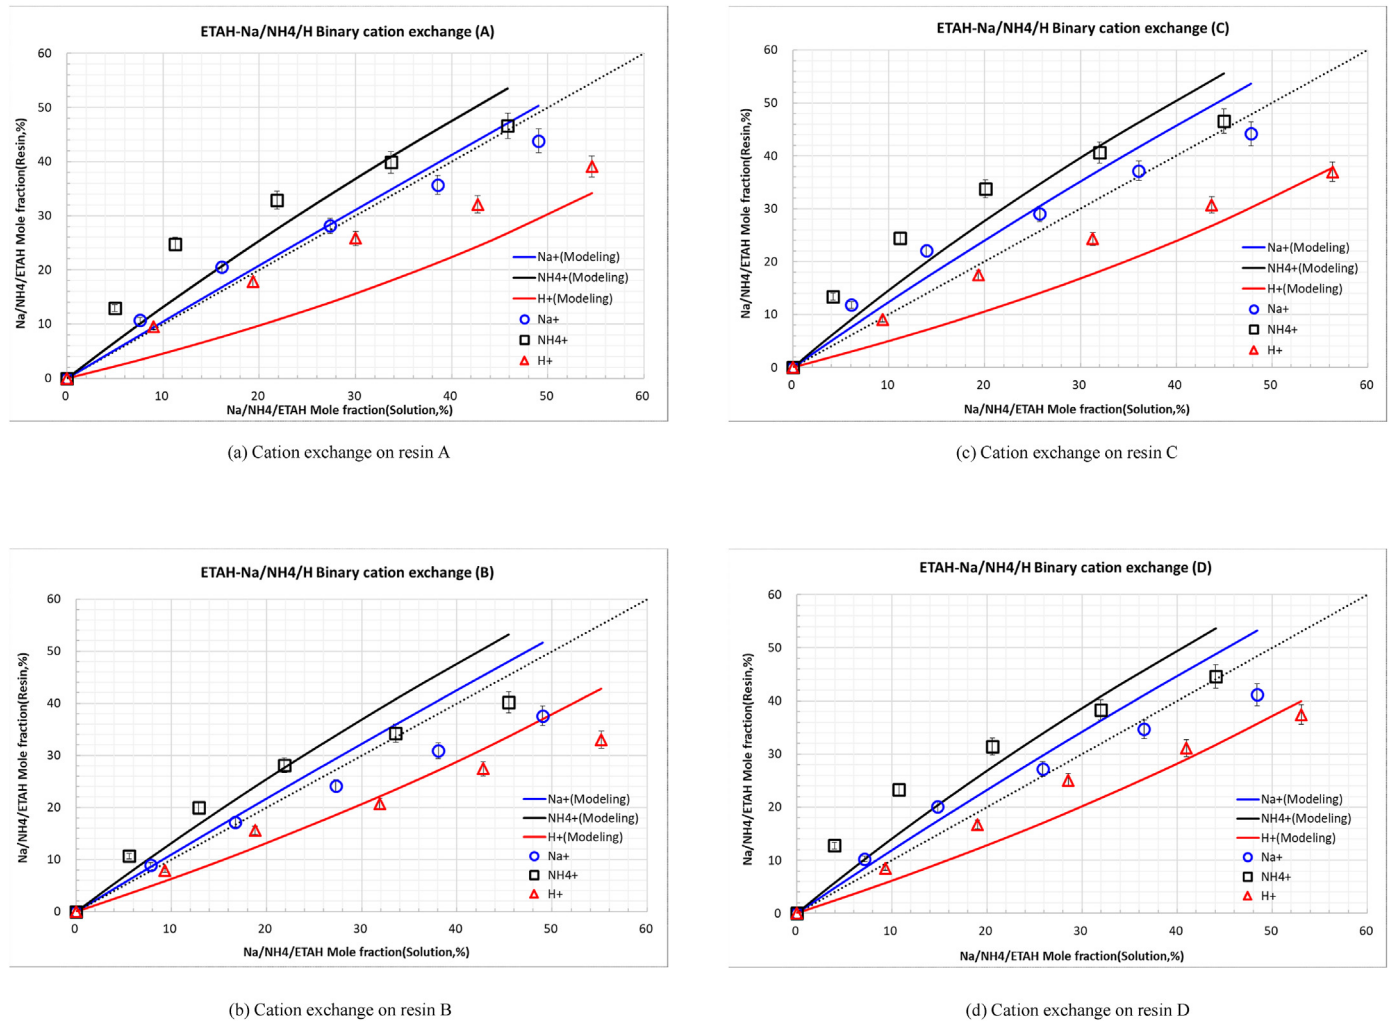 ETAH-Na/NH4/H Binary cation exchange (A)
Na/NH4/ETAH Mole fraction(Resin,%)
60
50
40
30
20
10
0
Na+(Modeling)
NH4+(Modeling)
H+(Modeling)
Na+
NH4+
H+
0 10 20 30 40 50 60
Na/NH4/ETAH Mole fraction(Solution,%)
(a) Cation exchange on resin A
ETAH-Na/NH4/H Binary cation exchange (C)
Na/NH4/ETAH Mole fraction(Resin,%)
60
50
40
30
20
10
0
Na+(Modeling)
NH4+(Modeling)
H+(Modeling)
Na+
NH4+
H+
0 10 20 30 40 50 60
Na/NH4/ETAH Mole fraction(Solution,%)
(c) Cation exchange on resin C
ETAH-Na/NH4/H Binary cation exchange (B)
Na/NH4/ETAH Mole fraction(Resin,%)
60
50
40
30
20
10
0
Na+(Modeling)
NH4+(Modeling)
H+(Modeling)
Na+
NH4+
H+
0 10 20 30 40 50 60
Na/NH4/ETAH Mole fraction(Solution,%)
(b) Cation exchange on resin B
ETAH-Na/NH4/H Binary cation exchange (D)
Na/NH4/ETAH Mole fraction(Resin,%)
60
50
40
30
20
10
0
Na+(Modeling)
NH4+(Modeling)
H+(Modeling)
Na+
NH4+
H+
0 10 20 30 40 50 60
Na/NH4/ETAH Mole fraction(Solution,%)
(d) Cation exchange on resin D